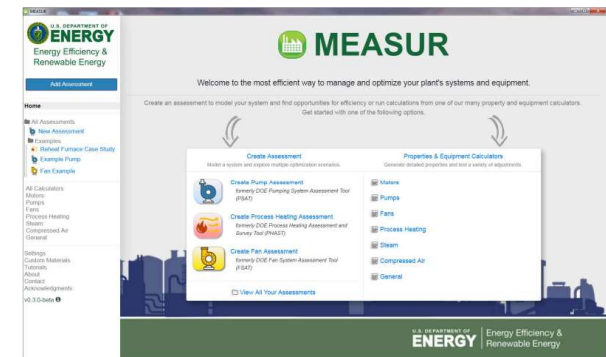 MEASUR
U.S. DEPARTMENT OF
ENERGY
Energy Efficiency &
Renewable Energy
Add Assessment
Home
All Assessments
New Assessment
Examples
Reheat Furnace Case Study
Example Pump
Fan Example
All Calculators
Motors
Pumps
Fans
Process Heating
Steam
Compressed Air
General
Settings
Custom Materials
Tutorials
About
Contact
Acknowledgments
v0.3.0-beta
MEASUR
Welcome to the most efficient way to manage and optimize your plant's systems and equipment.
Create an assessment to model your system and find opportunities for efficiency or run calculations from one of our many property and equipment calculators.
Get started with one of the following options.
Create Assessment
Model a system and explore multiple optimization scenarios.
Create Pump Assessment
formerly DOE Pumping System Assessment Tool
(PSAT)
Create Process Heating Assessment
formerly DOE Process Heating Assessment and
Survey Tool (PHAST)
Create Fan Assessment
formerly DOE Fan System Assessment Tool
(FSAT)
View All Your Assessments
Properties & Equipment Calculators
Generate detailed properties and test a variety of adjustments.
Motors
Pumps
Fans
Process Heating
Steam
Compressed Air
General
U.S. DEPARTMENT OF
ENERGY
Energy Efficiency &
Renewable Energy